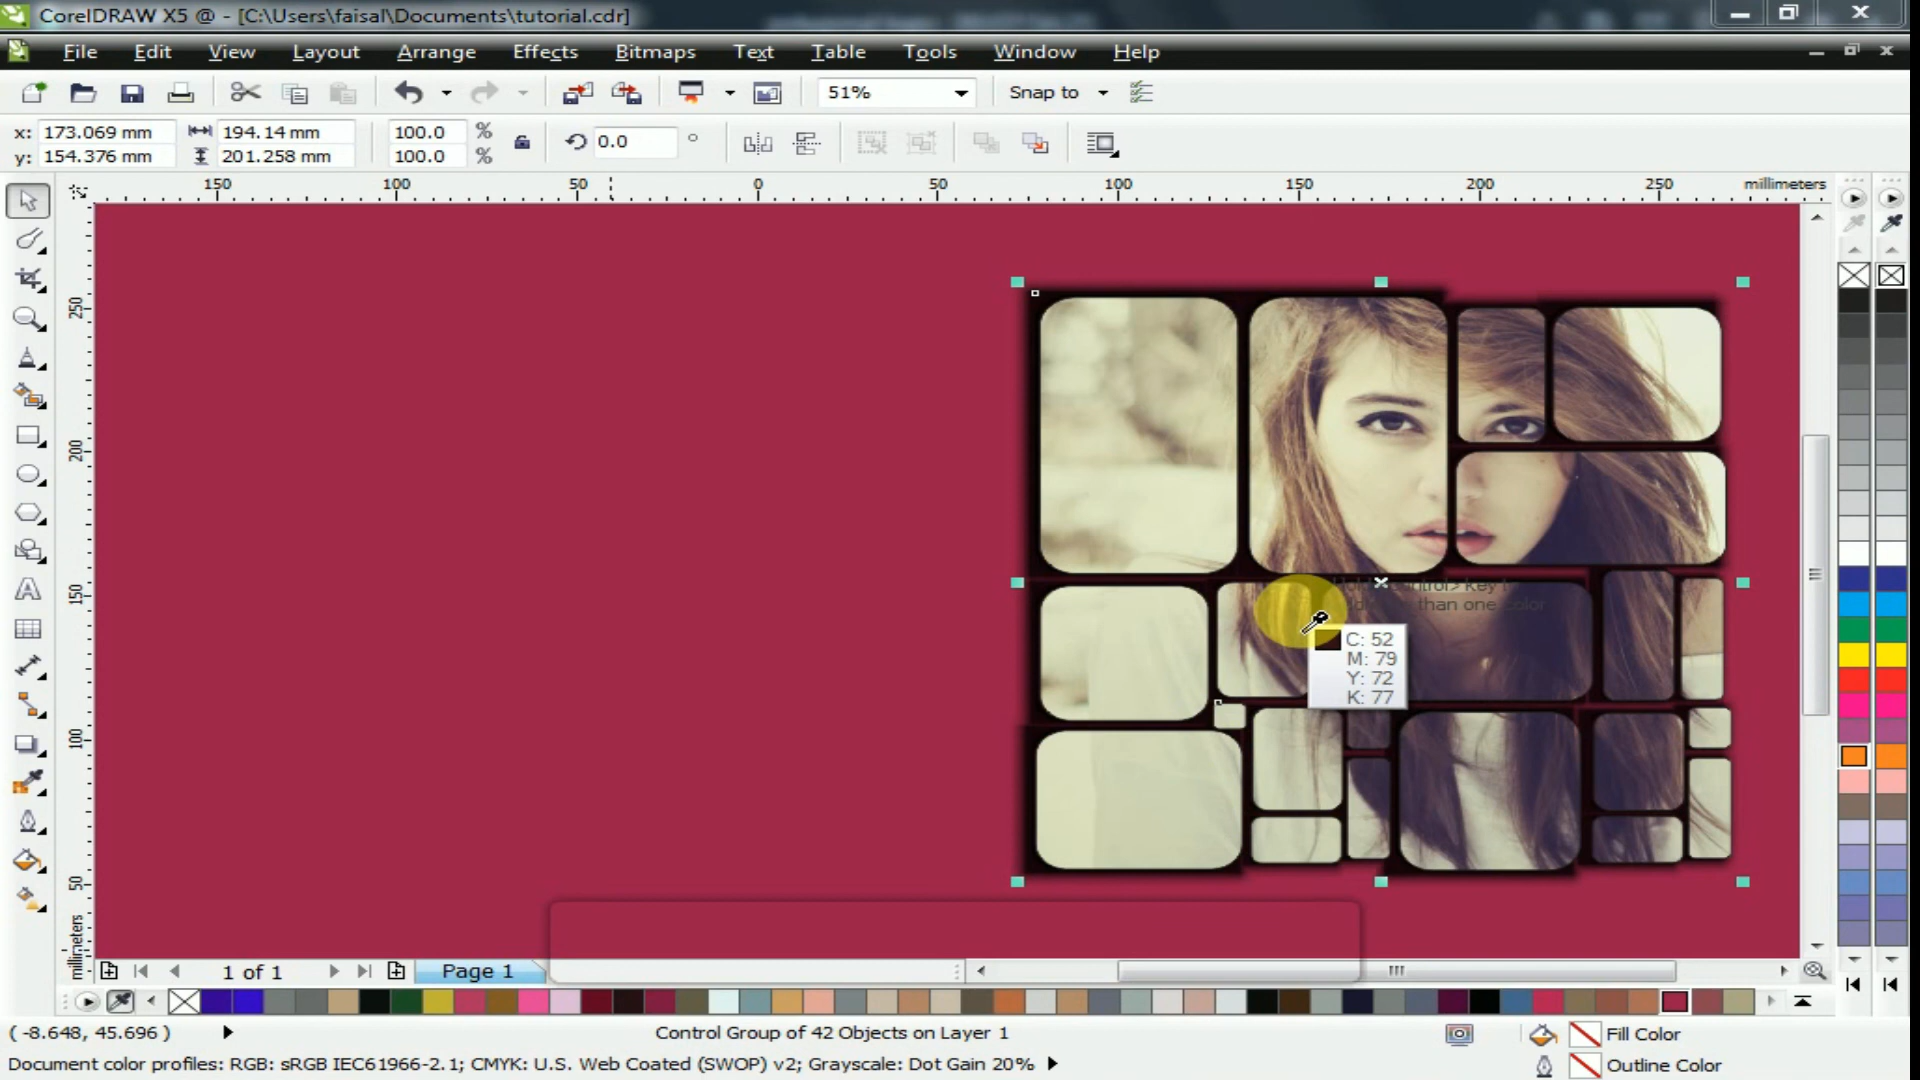 CorelDRAW X5 @ - [C:\Users\faisal\Documents\tutorial.cdr]
File Edit View Layout Arrange Effects Bitmaps Text Table Tools Window Help
51% Snap to
x: 173.069 mm 194.14 mm 100.0 %
y: 154.376 mm 201.258 mm 100.0 % 0.0 °
150 100 50 0 50 100 150 200 250 millimeters
250
200
150
100
50
millimeters
control> key
than one color
C: 52
M: 79
Y: 72
K: 77
1 of 1 Page 1
( -8.648, 45.696 ) Control Group of 42 Objects on Layer 1 Fill Color
Document color profiles: RGB: sRGB IEC61966-2.1; CMYK: U.S. Web Coated (SWOP) v2; Grayscale: Dot Gain 20% Outline Color